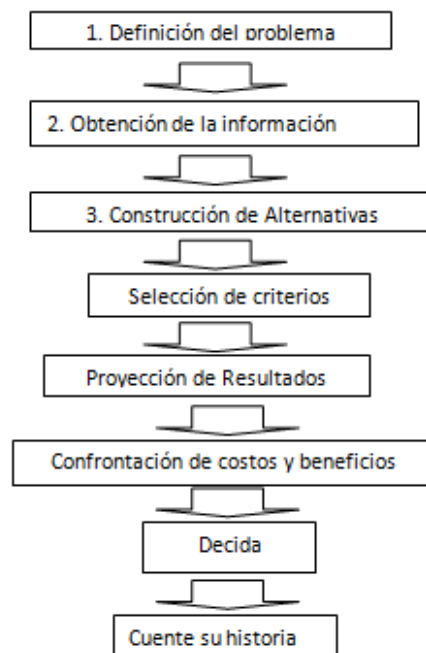 1. Definición del problema
2. Obtención de la información
3. Construcción de Alternativas
Selección de criterios
Proyección de Resultados
Confrontación de costos y beneficios
Decida
Cuente su historia